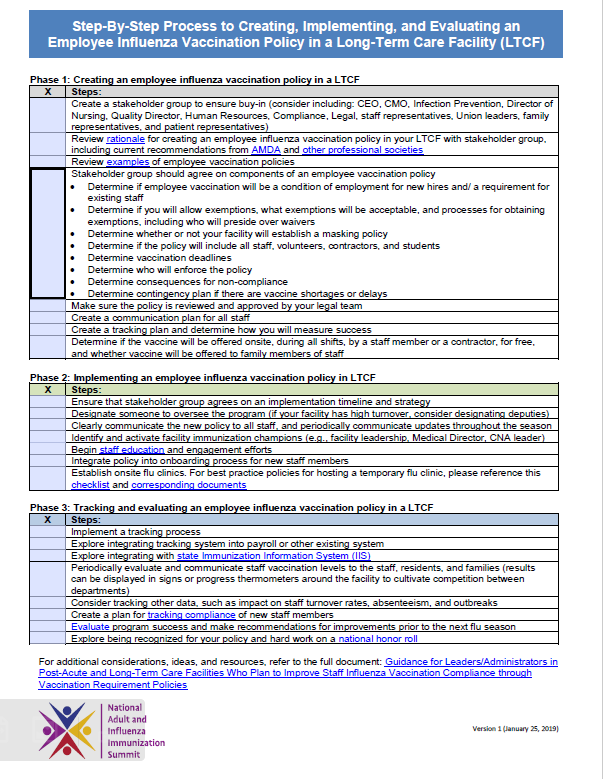 Step-By-Step Process to Creating, Implementing, and Evaluating an
Employee Influenza Vaccination Policy in a Long-Term Care Facility (LTCF)
Phase 1: Creating an employee influenza vaccination policy in a LTCF
X Steps:
Create a stakeholder group to ensure buy-in (consider including: CEO, CMO, Infection Prevention, Director of
Nursing, Quality Director, Human Resources, Compliance, Legal, staff representatives, Union leaders, family
representatives, and patient representatives)
Review rationale for creating an employee influenza vaccination policy in your LTCF with stakeholder group,
including current recommendations from AMDA and other professional societies
Review examples of employee vaccination policies
Stakeholder group should agree on components of an employee vaccination policy
• Determine if employee vaccination will be a condition of employment for new hires and/ a requirement for
existing staff
• Determine if you will allow exemptions, what exemptions will be acceptable, and processes for obtaining
exemptions, including who will preside over waivers
• Determine whether or not your facility will establish a masking policy
• Determine if the policy will include all staff, volunteers, contractors, and students
• Determine vaccination deadlines
• Determine who will enforce the policy
• Determine consequences for non-compliance
• Determine contingency plan if there are vaccine shortages or delays
Make sure the policy is reviewed and approved by your legal team
Create a communication plan for all staff
Create a tracking plan and determine how you will measure success
Determine if the vaccine will be offered onsite, during all shifts, by a staff member or a contractor, for free,
and whether vaccine will be offered to family members of staff
Phase 2: Implementing an employee influenza vaccination policy in LTCF
X Steps:
Ensure that stakeholder group agrees on an implementation timeline and strategy
Designate someone to oversee the program (if your facility has high turnover, consider designating deputies)
Clearly communicate the new policy to all staff, and periodically communicate updates throughout the season
Identify and activate facility immunization champions (e.g., facility leadership, Medical Director, CNA leader)
Begin staff education and engagement efforts
Integrate policy into onboarding process for new staff members
Establish onsite flu clinics. For best practice policies for hosting a temporary flu clinic, please reference this
checklist and corresponding documents
Phase 3: Tracking and evaluating an employee influenza vaccination policy in a LTCF
X Steps:
Implement a tracking process
Explore integrating tracking system into payroll or other existing system
Explore integrating with state Immunization Information System (IIS)
Periodically evaluate and communicate staff vaccination levels to the staff, residents, and families (results
can be displayed in signs or progress thermometers around the facility to cultivate competition between
departments)
Consider tracking other data, such as impact on staff turnover rates, absenteeism, and outbreaks
Create a plan for tracking compliance of new staff members
Evaluate program success and make recommendations for improvements prior to the next flu season
Explore being recognized for your policy and hard work on a national honor roll
For additional considerations, ideas, and resources, refer to the full document: Guidance for Leaders/Administrators in
Post-Acute and Long-Term Care Facilities Who Plan to Improve Staff Influenza Vaccination Compliance through
Vaccination Requirement Policies
National
Adult and
Influenza
Immunization
Summit
Version 1 (January 25, 2019)